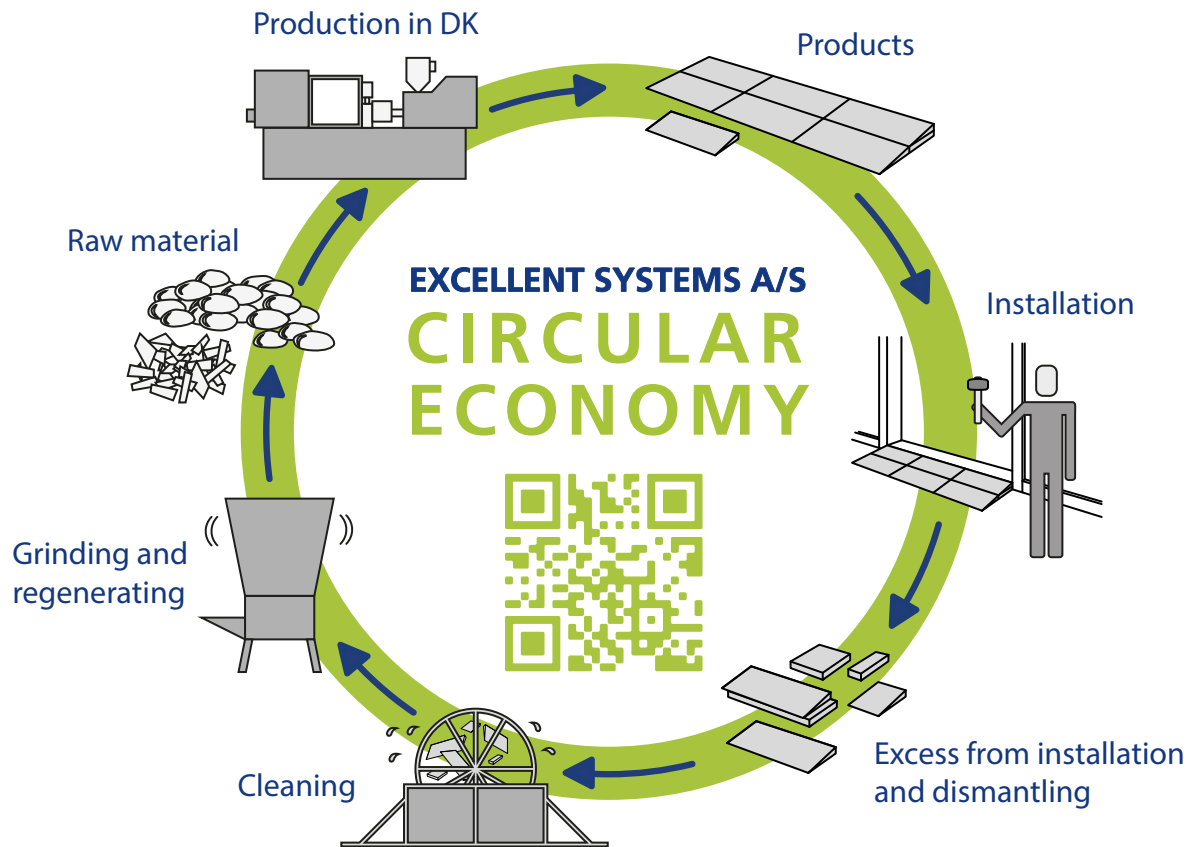 Production in DK
Products
Raw material
EXCELLENT SYSTEMS A/S
CIRCULAR
ECONOMY
Installation
Grinding and
regenerating
Cleaning
Excess from installation
and dismantling